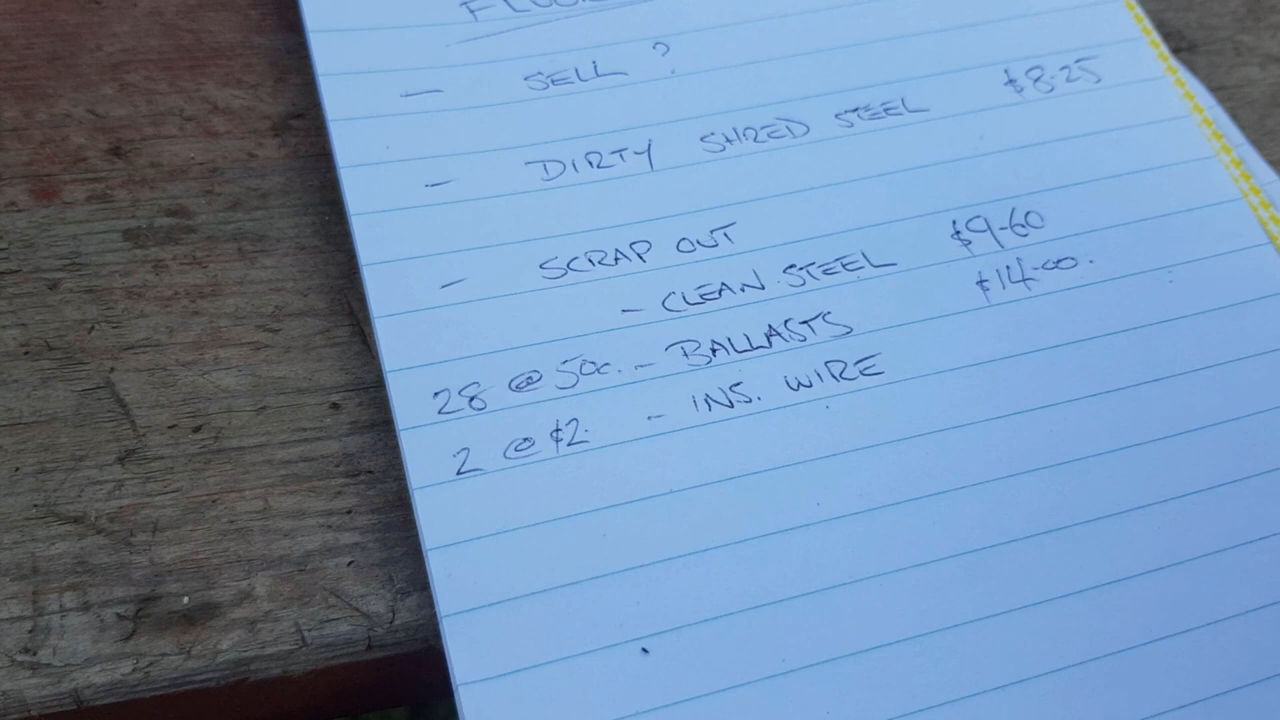 - SELL ?
- DIRTY SHRED STEEL $8.25
- SCRAP OUT
- CLEAN STEEL $9-60
28 @ 50c. - BALLASTS $14-00.
2 @ $2 - INS. WIRE